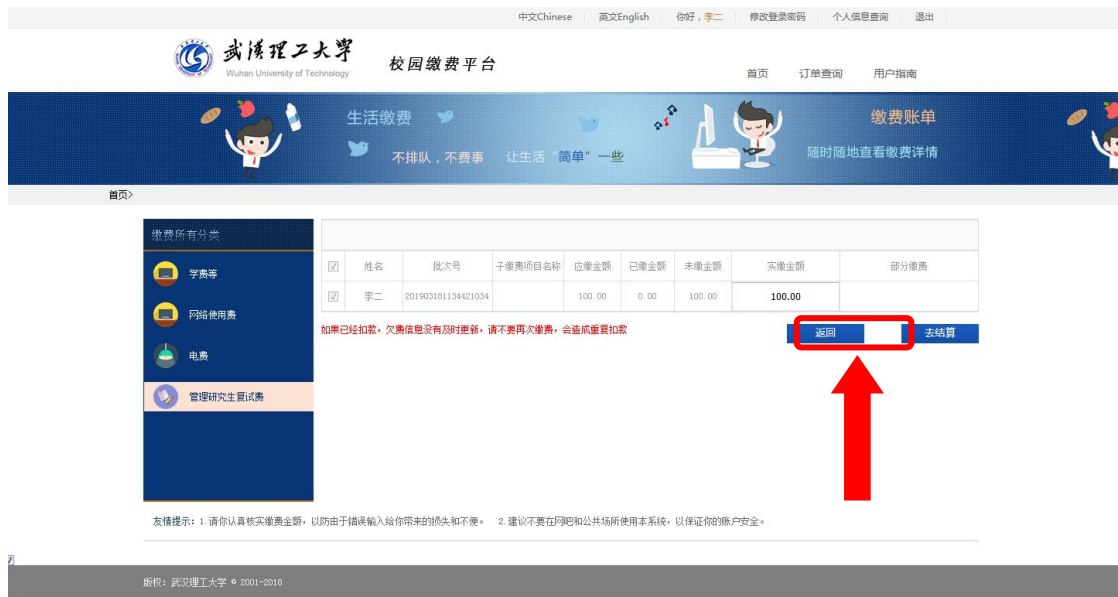 中文Chinese 英文English 你好，李二 修改登录密码 个人信息查询 退出
武汉理工大学
Wuhan University of Technology
校园缴费平台
首页 订单查询 用户指南
生活缴费
不排队，不费事 让生活“简单”一些
缴费账单
随时随地查看缴费详情
首页>
缴费所有分类
学费等
网络使用费
电费
管理研究生复试费
姓名 批次号 子缴费项目名称 应缴金额 已缴金额 未缴金额 实缴金额 部分缴费
李二 201903181134421034 100.00 0.00 100.00 100.00
如果已经扣款，欠费信息没有及时更新，请不要再次缴费，会造成重复扣款
返回 去结算
友情提示：1.请你认真核实缴费金额，以防由于错误输入给你带来的损失和不便。 2.建议不要在网吧和公共场所使用本系统，以保证你的账户安全。
版权：武汉理工大学 © 2001-2018